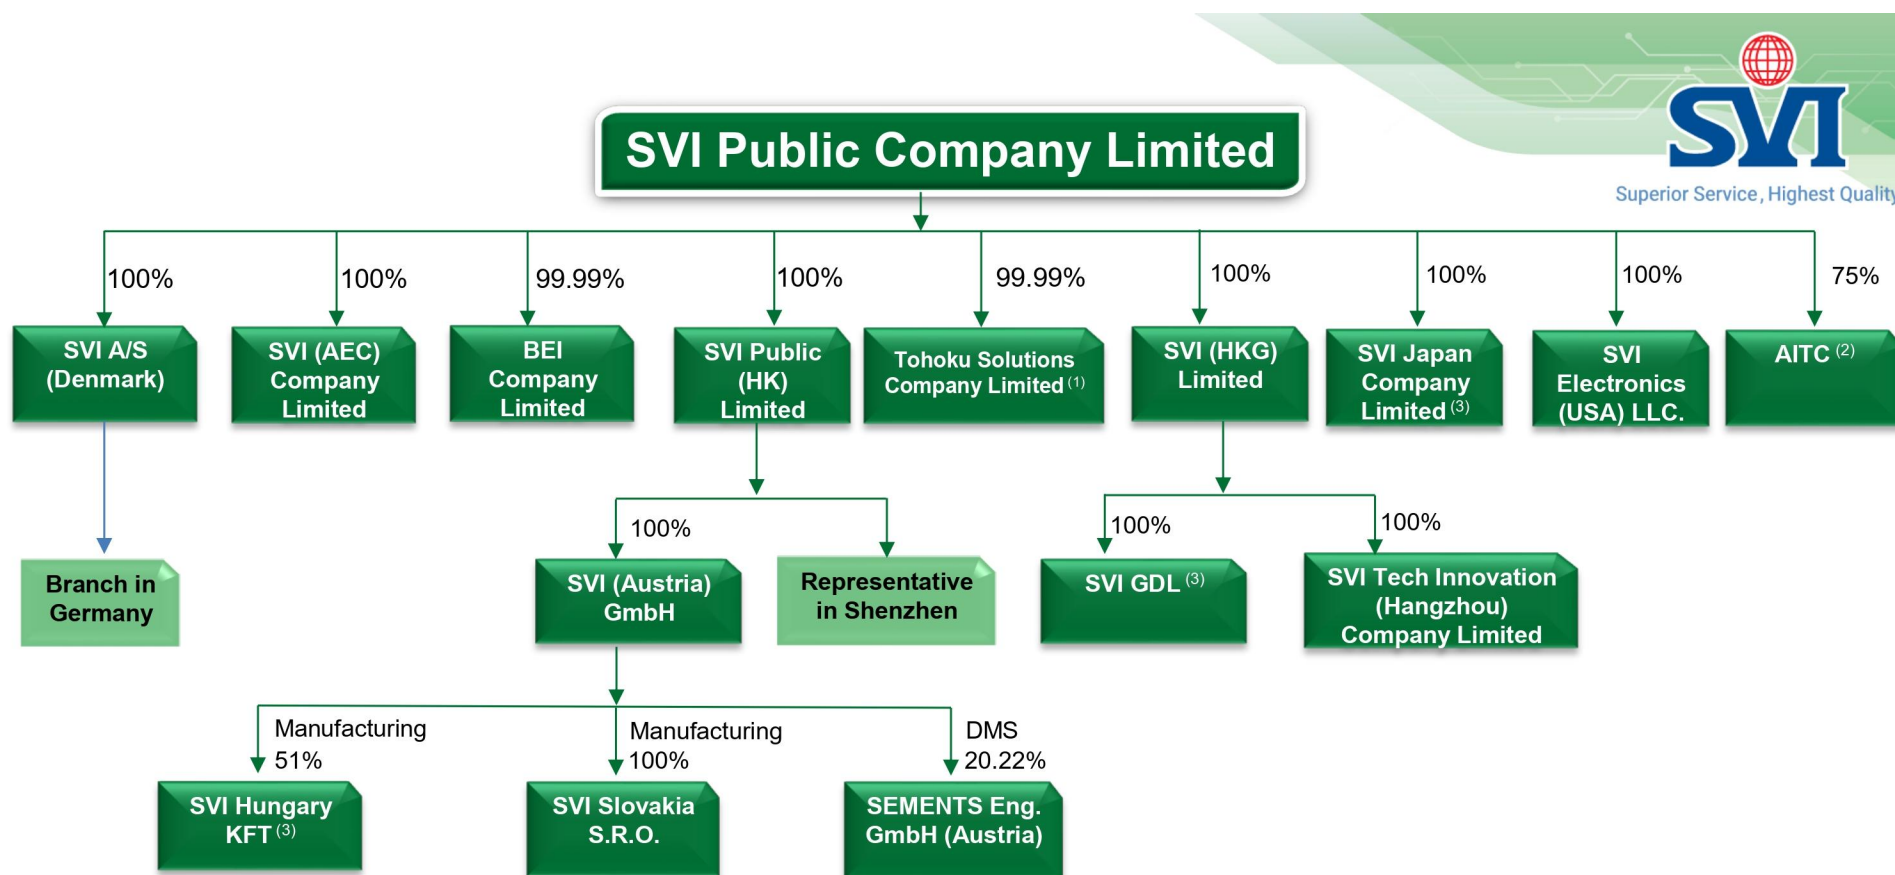 SVI
Superior Service, Highest Quality
SVI Public Company Limited
100%
100%
99.99%
100%
99.99%
100%
100%
100%
75%
SVI A/S
(Denmark)
SVI (AEC)
Company
Limited
BEI
Company
Limited
SVI Public
(HK)
Limited
Tohoku Solutions
Company Limited (1)
SVI (HKG)
Limited
SVI Japan
Company
Limited (3)
SVI
Electronics
(USA) LLC.
AITC (2)
100%
100%
100%
Branch in
Germany
SVI (Austria)
GmbH
Representative
in Shenzhen
SVI GDL (3)
SVI Tech Innovation
(Hangzhou)
Company Limited
Manufacturing
51%
Manufacturing
100%
DMS
20.22%
SVI Hungary
KFT (3)
SVI Slovakia
S.R.O.
SEMENTS Eng.
GmbH (Austria)